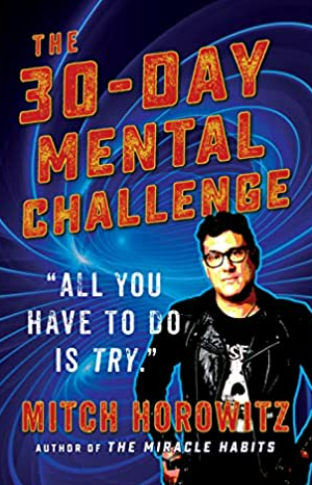 THE
30-DAY
MENTAL
CHALLENGE
"ALL YOU
HAVE TO DO
IS TRY."
MITCH HOROWITZ
AUTHOR OF THE MIRACLE HABITS